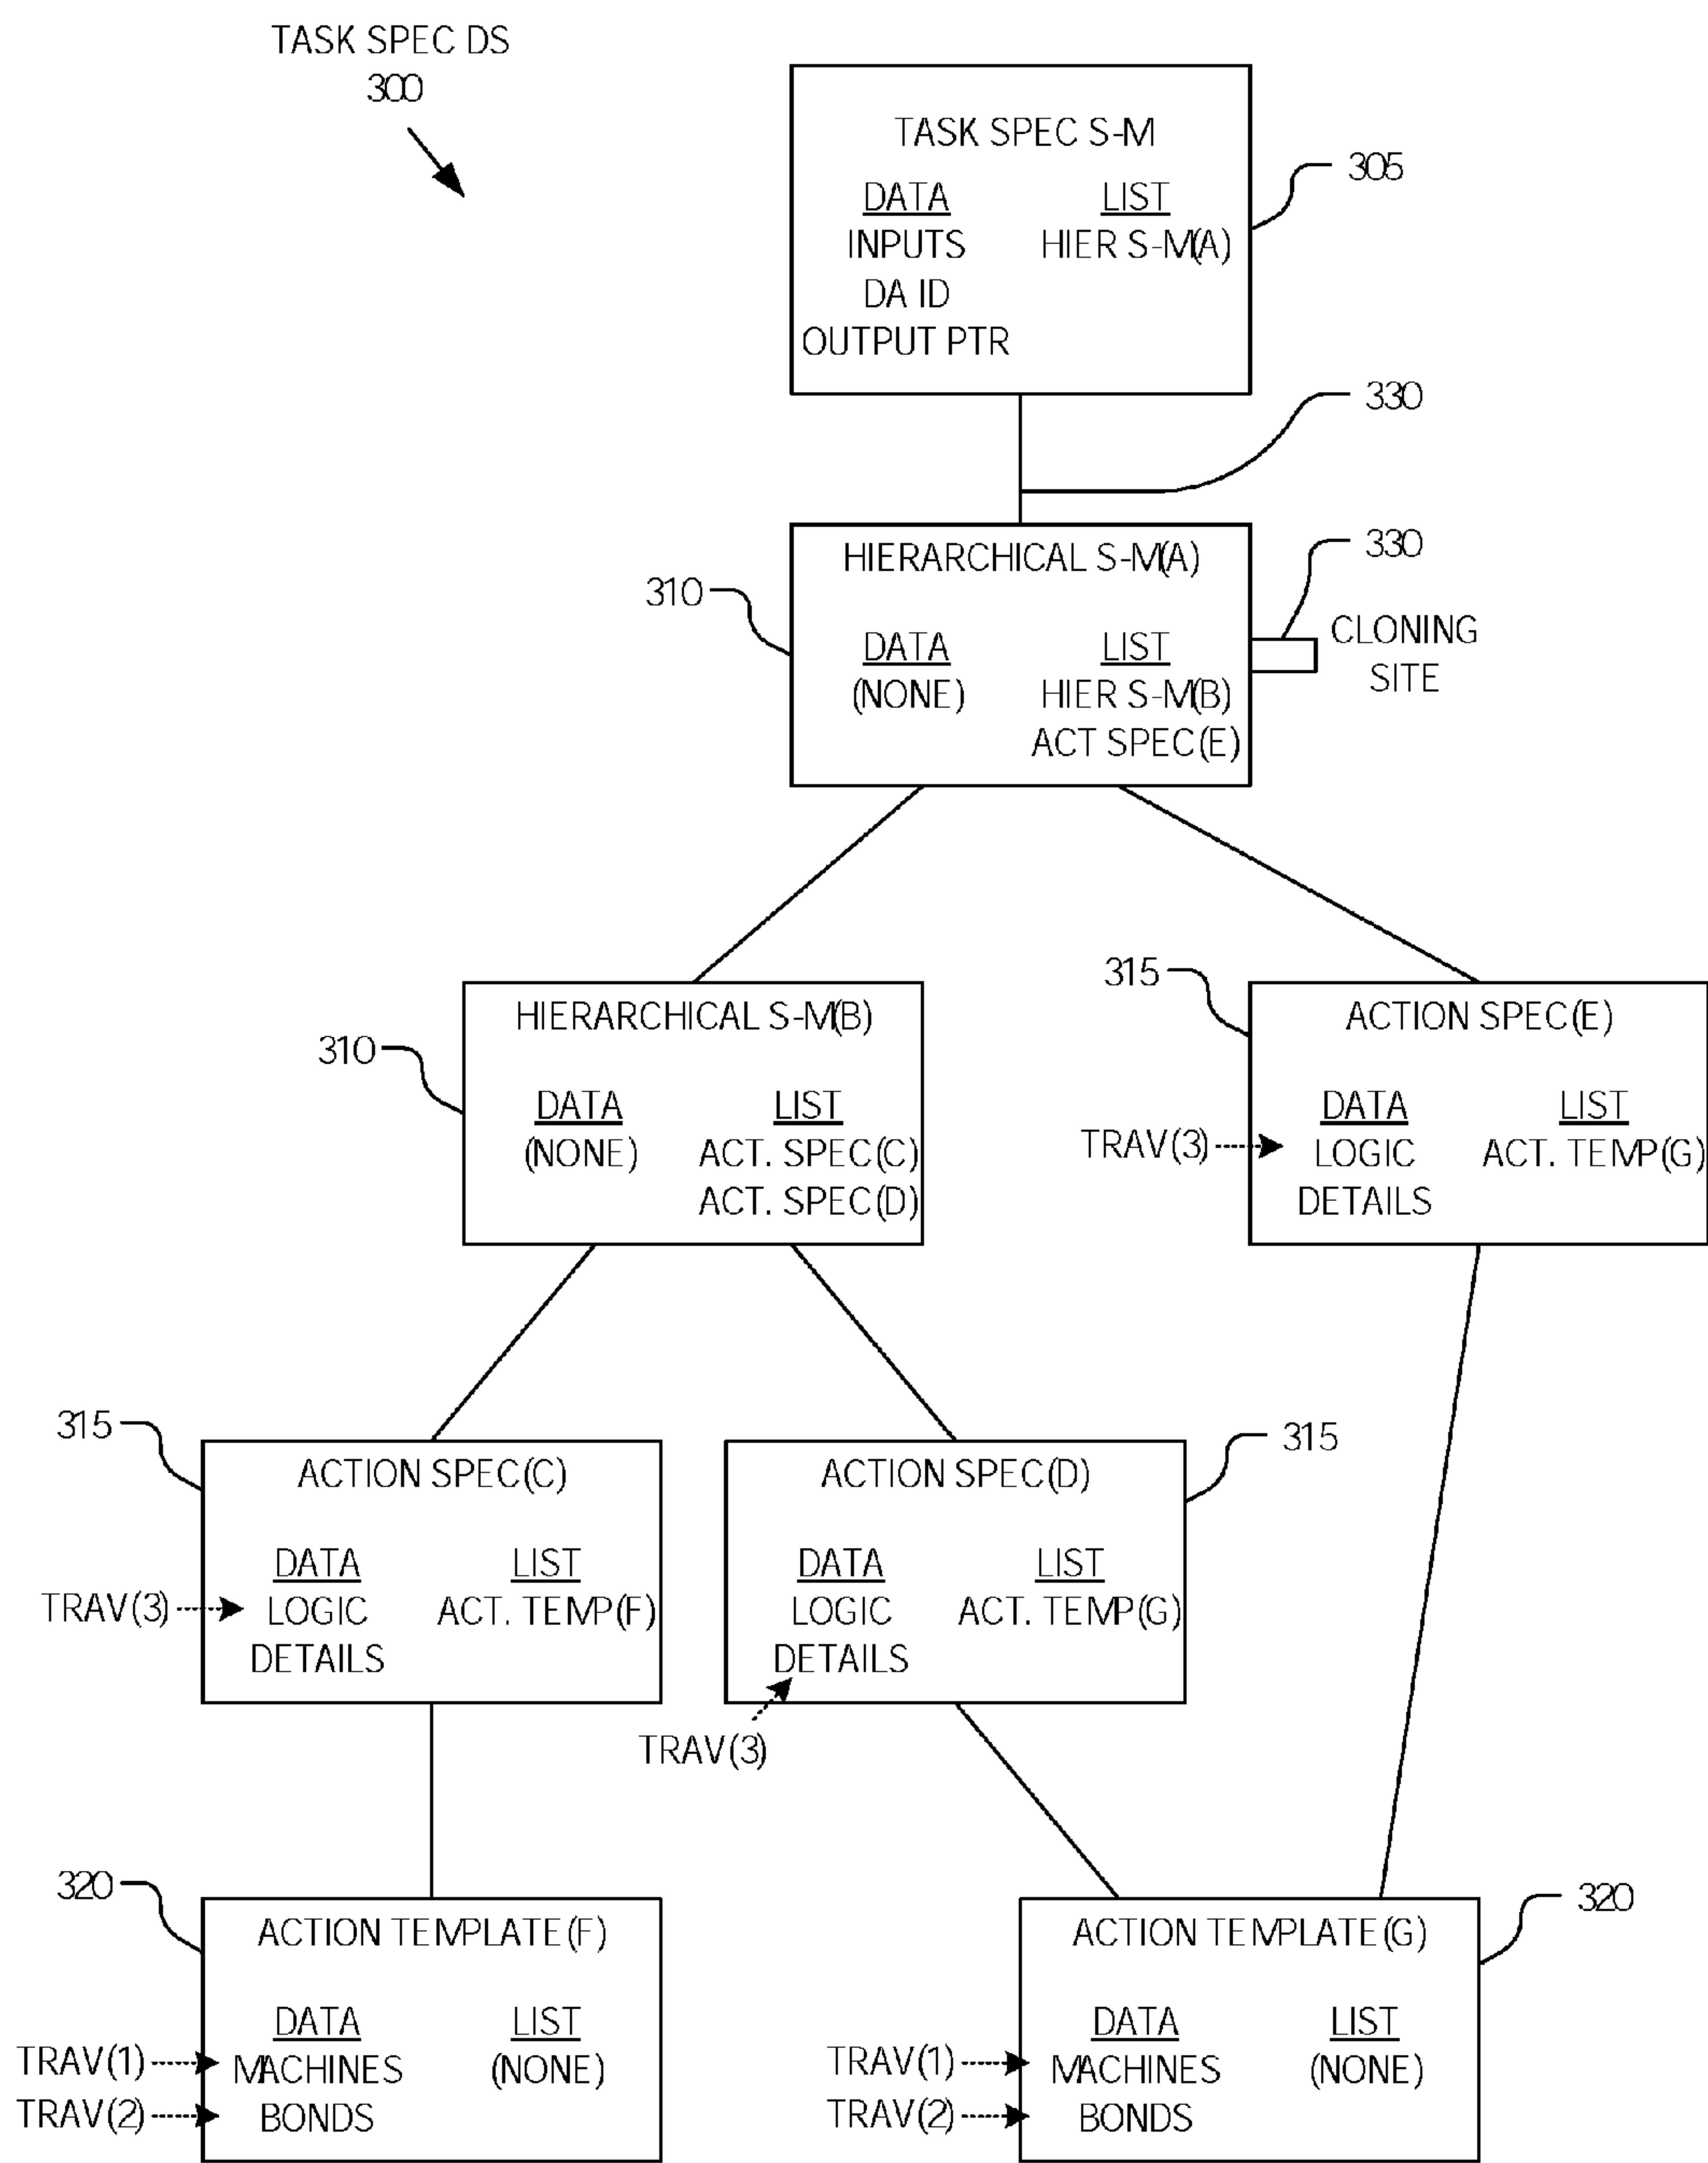 TASK SPEC DS
300
TASK SPEC S-M
305
DATA LIST
INPUTS HIER S-M(A)
DA ID
OUTPUT PTR
330
HIERARCHICAL S-M(A)
330
310
DATA LIST
(NONE) HIER S-M(B)
ACT SPEC(E)
CLONING
SITE
HIERARCHICAL S-M(B)
310
DATA LIST
(NONE) ACT. SPEC(C)
ACT. SPEC(D)
315
ACTION SPEC(E)
DATA LIST
TRAV(3) LOGIC ACT. TEMP(G)
DETAILS
315
ACTION SPEC(C)
DATA LIST
TRAV(3) LOGIC ACT. TEMP(F)
DETAILS
315
ACTION SPEC(D)
DATA LIST
LOGIC ACT. TEMP(G)
DETAILS
TRAV(3)
320
ACTION TEMPLATE(F)
DATA LIST
TRAV(1) MACHINES (NONE)
TRAV(2) BONDS
320
ACTION TEMPLATE(G)
DATA LIST
TRAV(1) MACHINES (NONE)
TRAV(2) BONDS